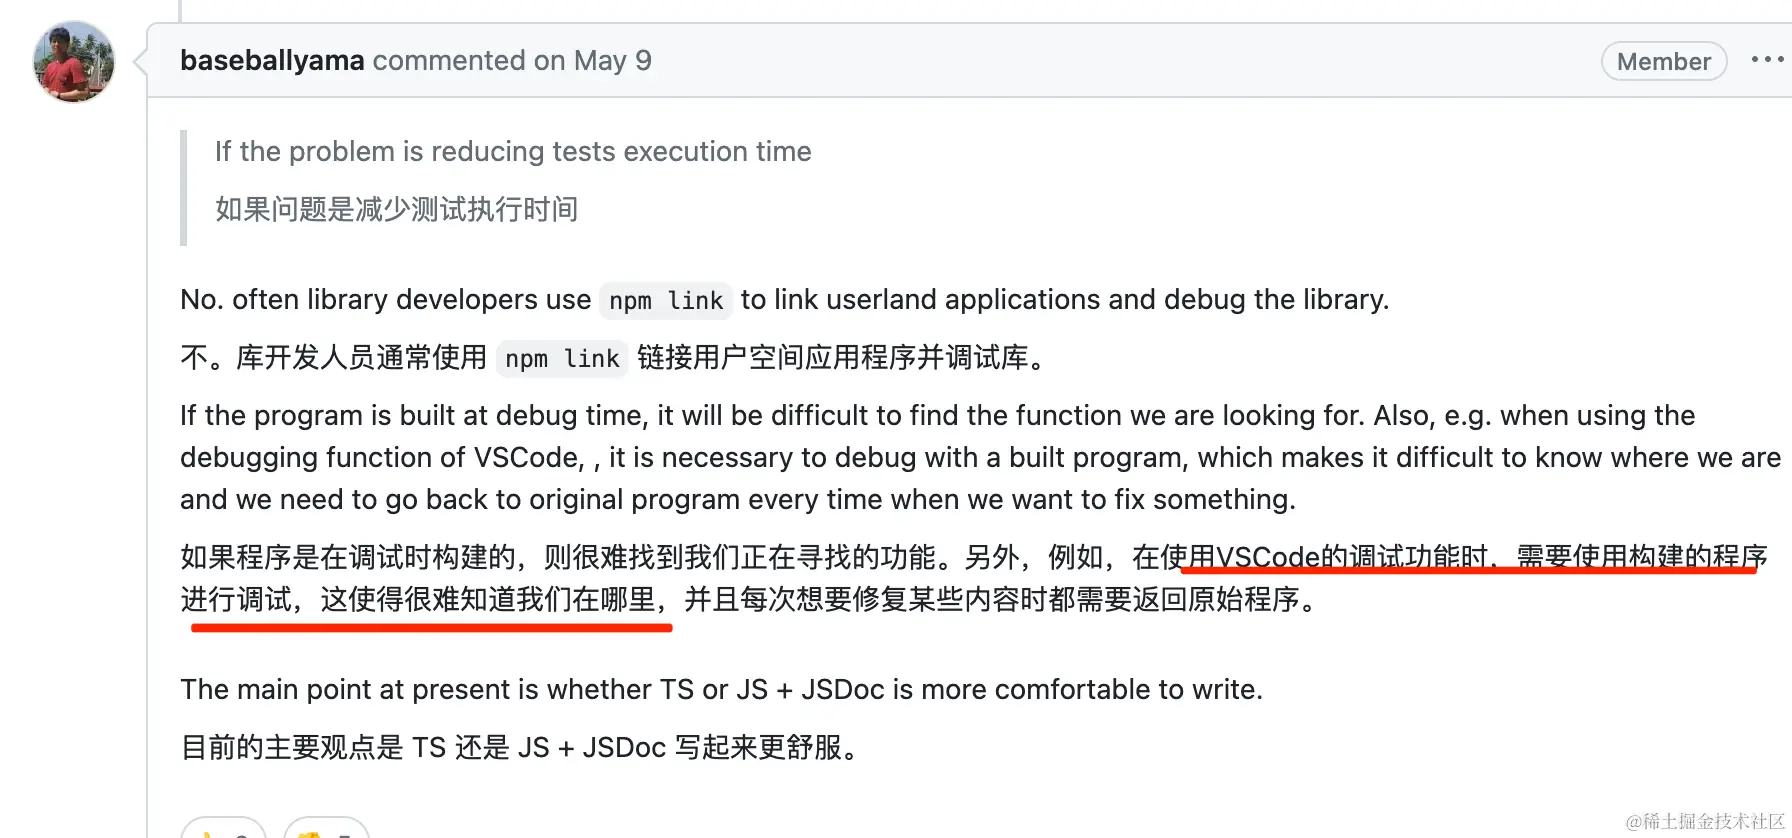 baseballyama commented on May 9
Member
If the problem is reducing tests execution time
如果问题是减少测试执行时间
No. often library developers use npm link to link userland applications and debug the library.
不。库开发人员通常使用 npm link 链接用户空间应用程序并调试库。
If the program is built at debug time, it will be difficult to find the function we are looking for. Also, e.g. when using the
debugging function of VSCode, , it is necessary to debug with a built program, which makes it difficult to know where we are
and we need to go back to original program every time when we want to fix something.
如果程序是在调试时构建的，则很难找到我们正在寻找的功能。另外，例如，在使用VSCode的调试功能时，需要使用构建的程序
进行调试，这使得很难知道我们在哪里，并且每次想要修复某些内容时都需要返回原始程序。
The main point at present is whether TS or JS + JSDoc is more comfortable to write.
目前的主要观点是 TS 还是 JS + JSDoc 写起来更舒服。
@稀土掘金技术社区